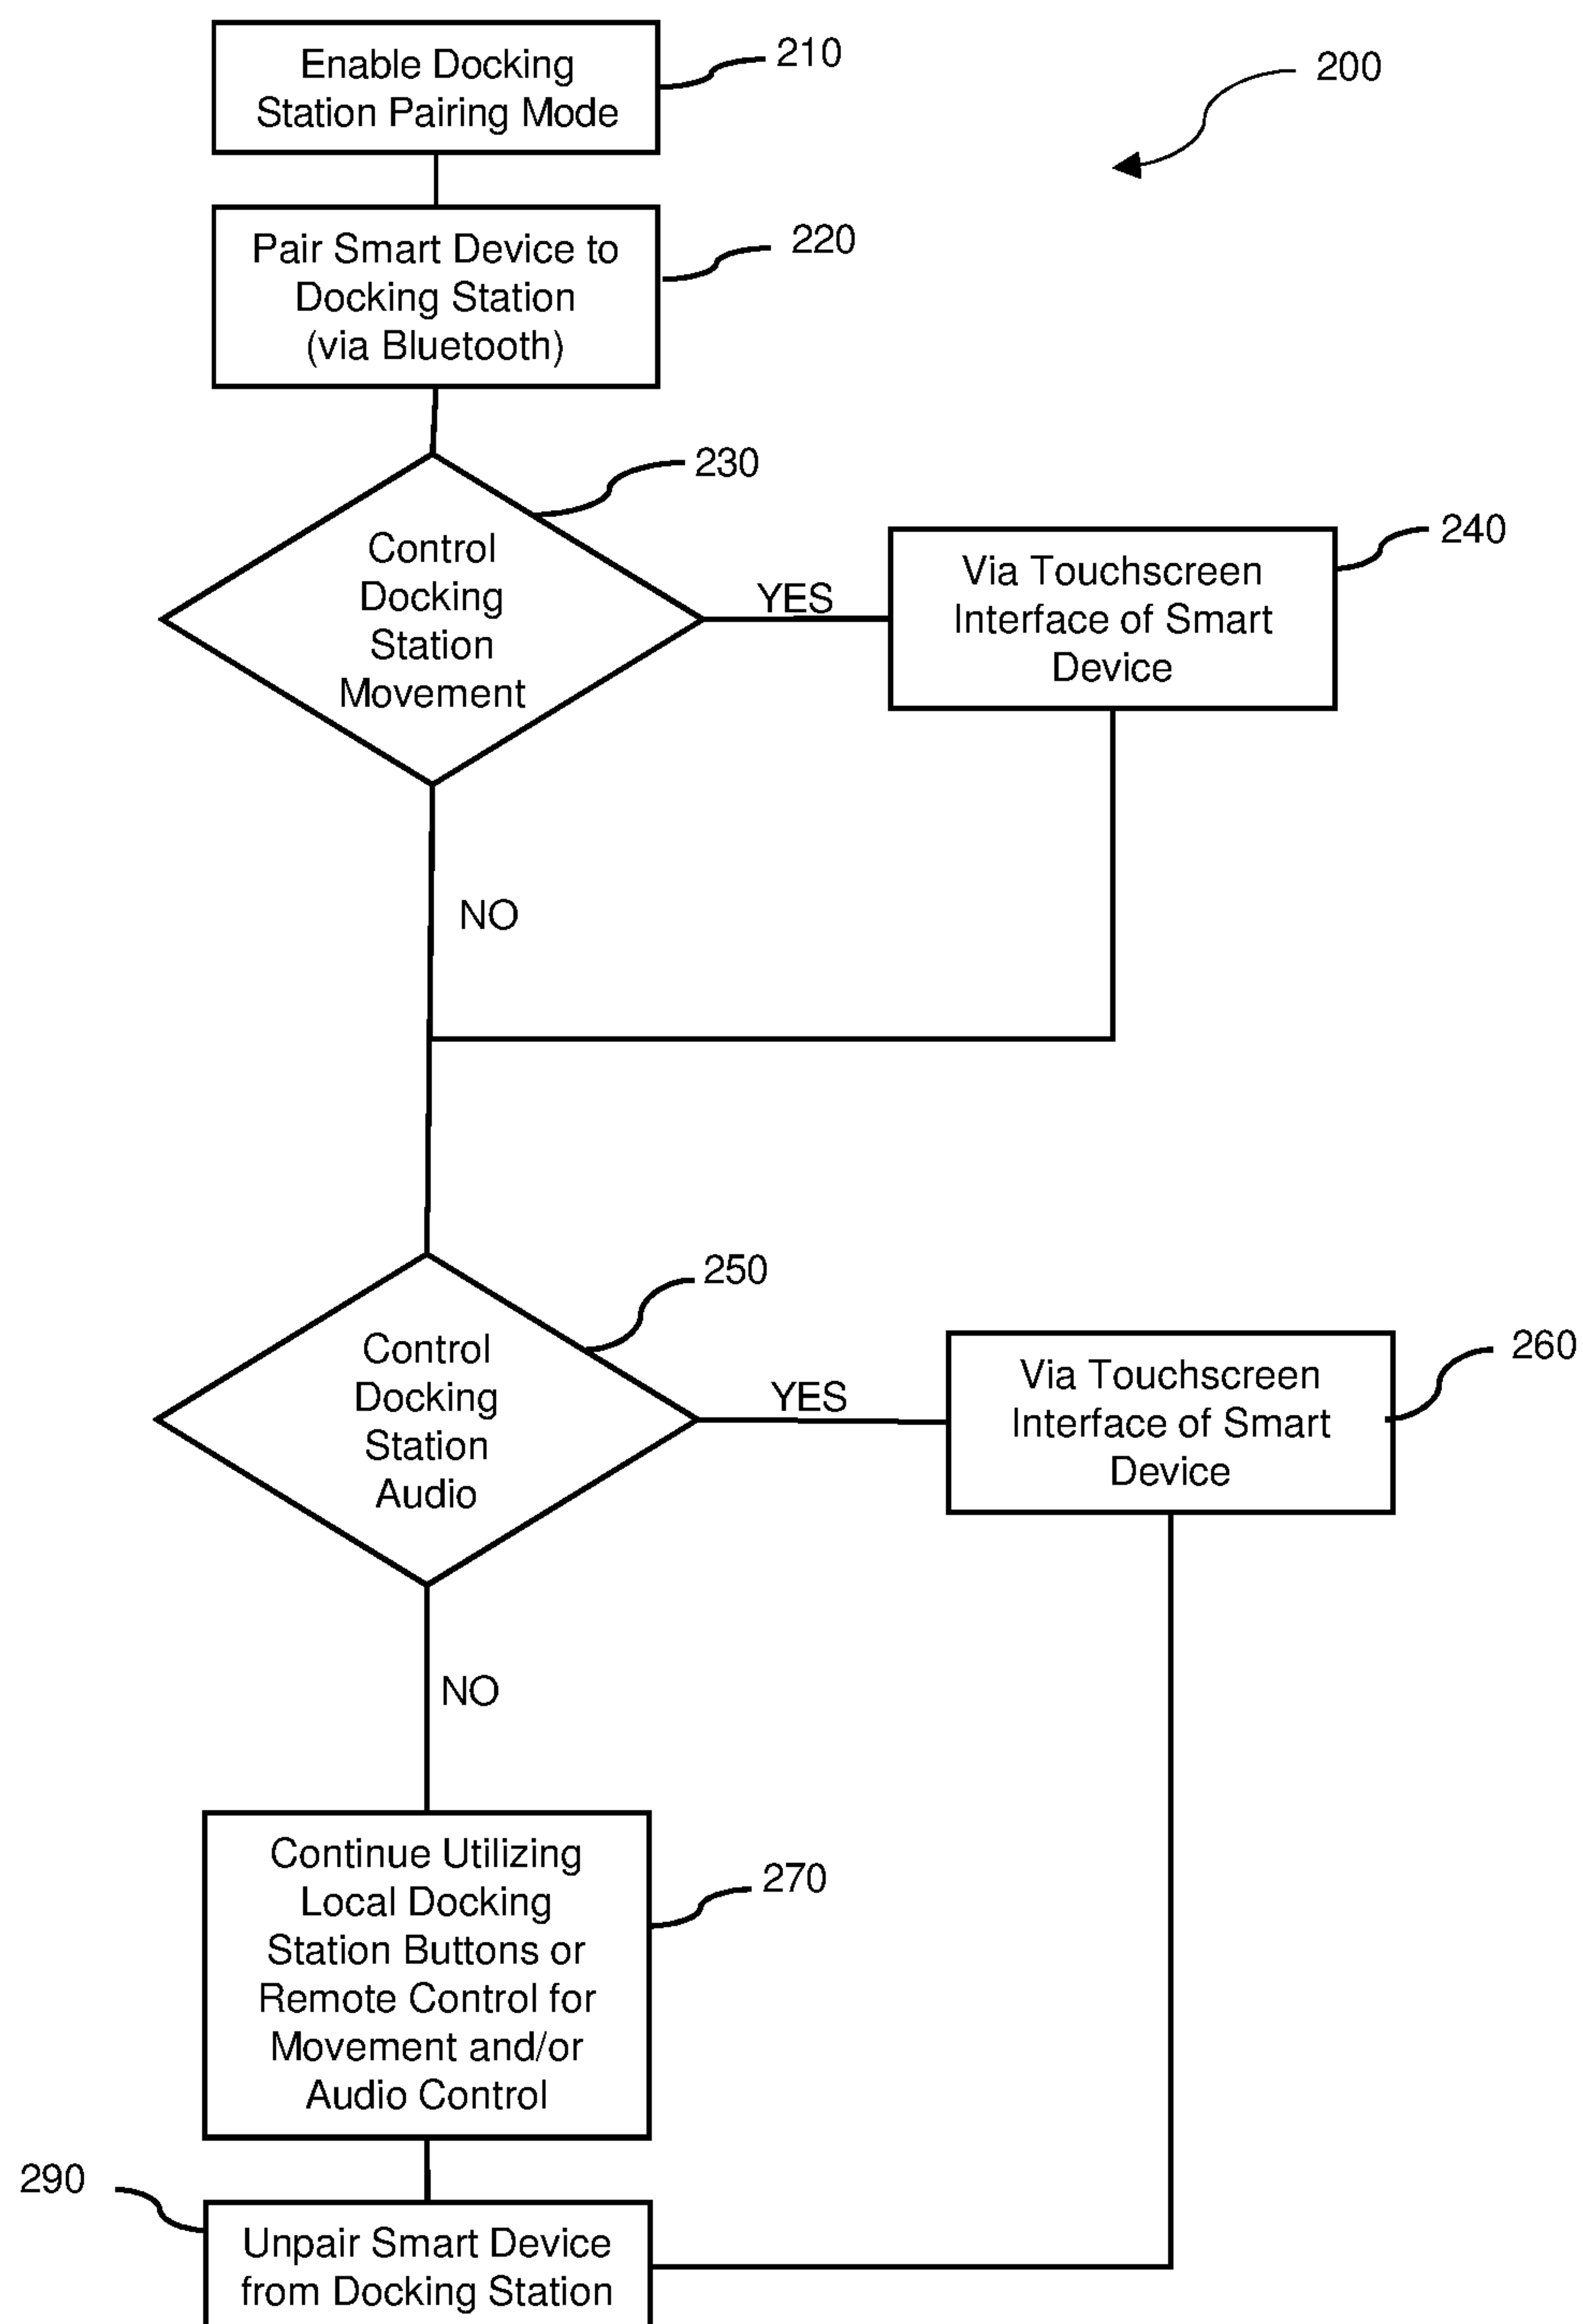 Enable Docking
Station Pairing Mode
210
200
Pair Smart Device to
Docking Station
(via Bluetooth)
220
230
Control
Docking
Station
Movement
YES
Via Touchscreen
Interface of Smart
Device
240
NO
250
Control
Docking
Station
Audio
YES
Via Touchscreen
Interface of Smart
Device
260
NO
Continue Utilizing
Local Docking
Station Buttons or
Remote Control for
Movement and/or
Audio Control
270
290
Unpair Smart Device
from Docking Station